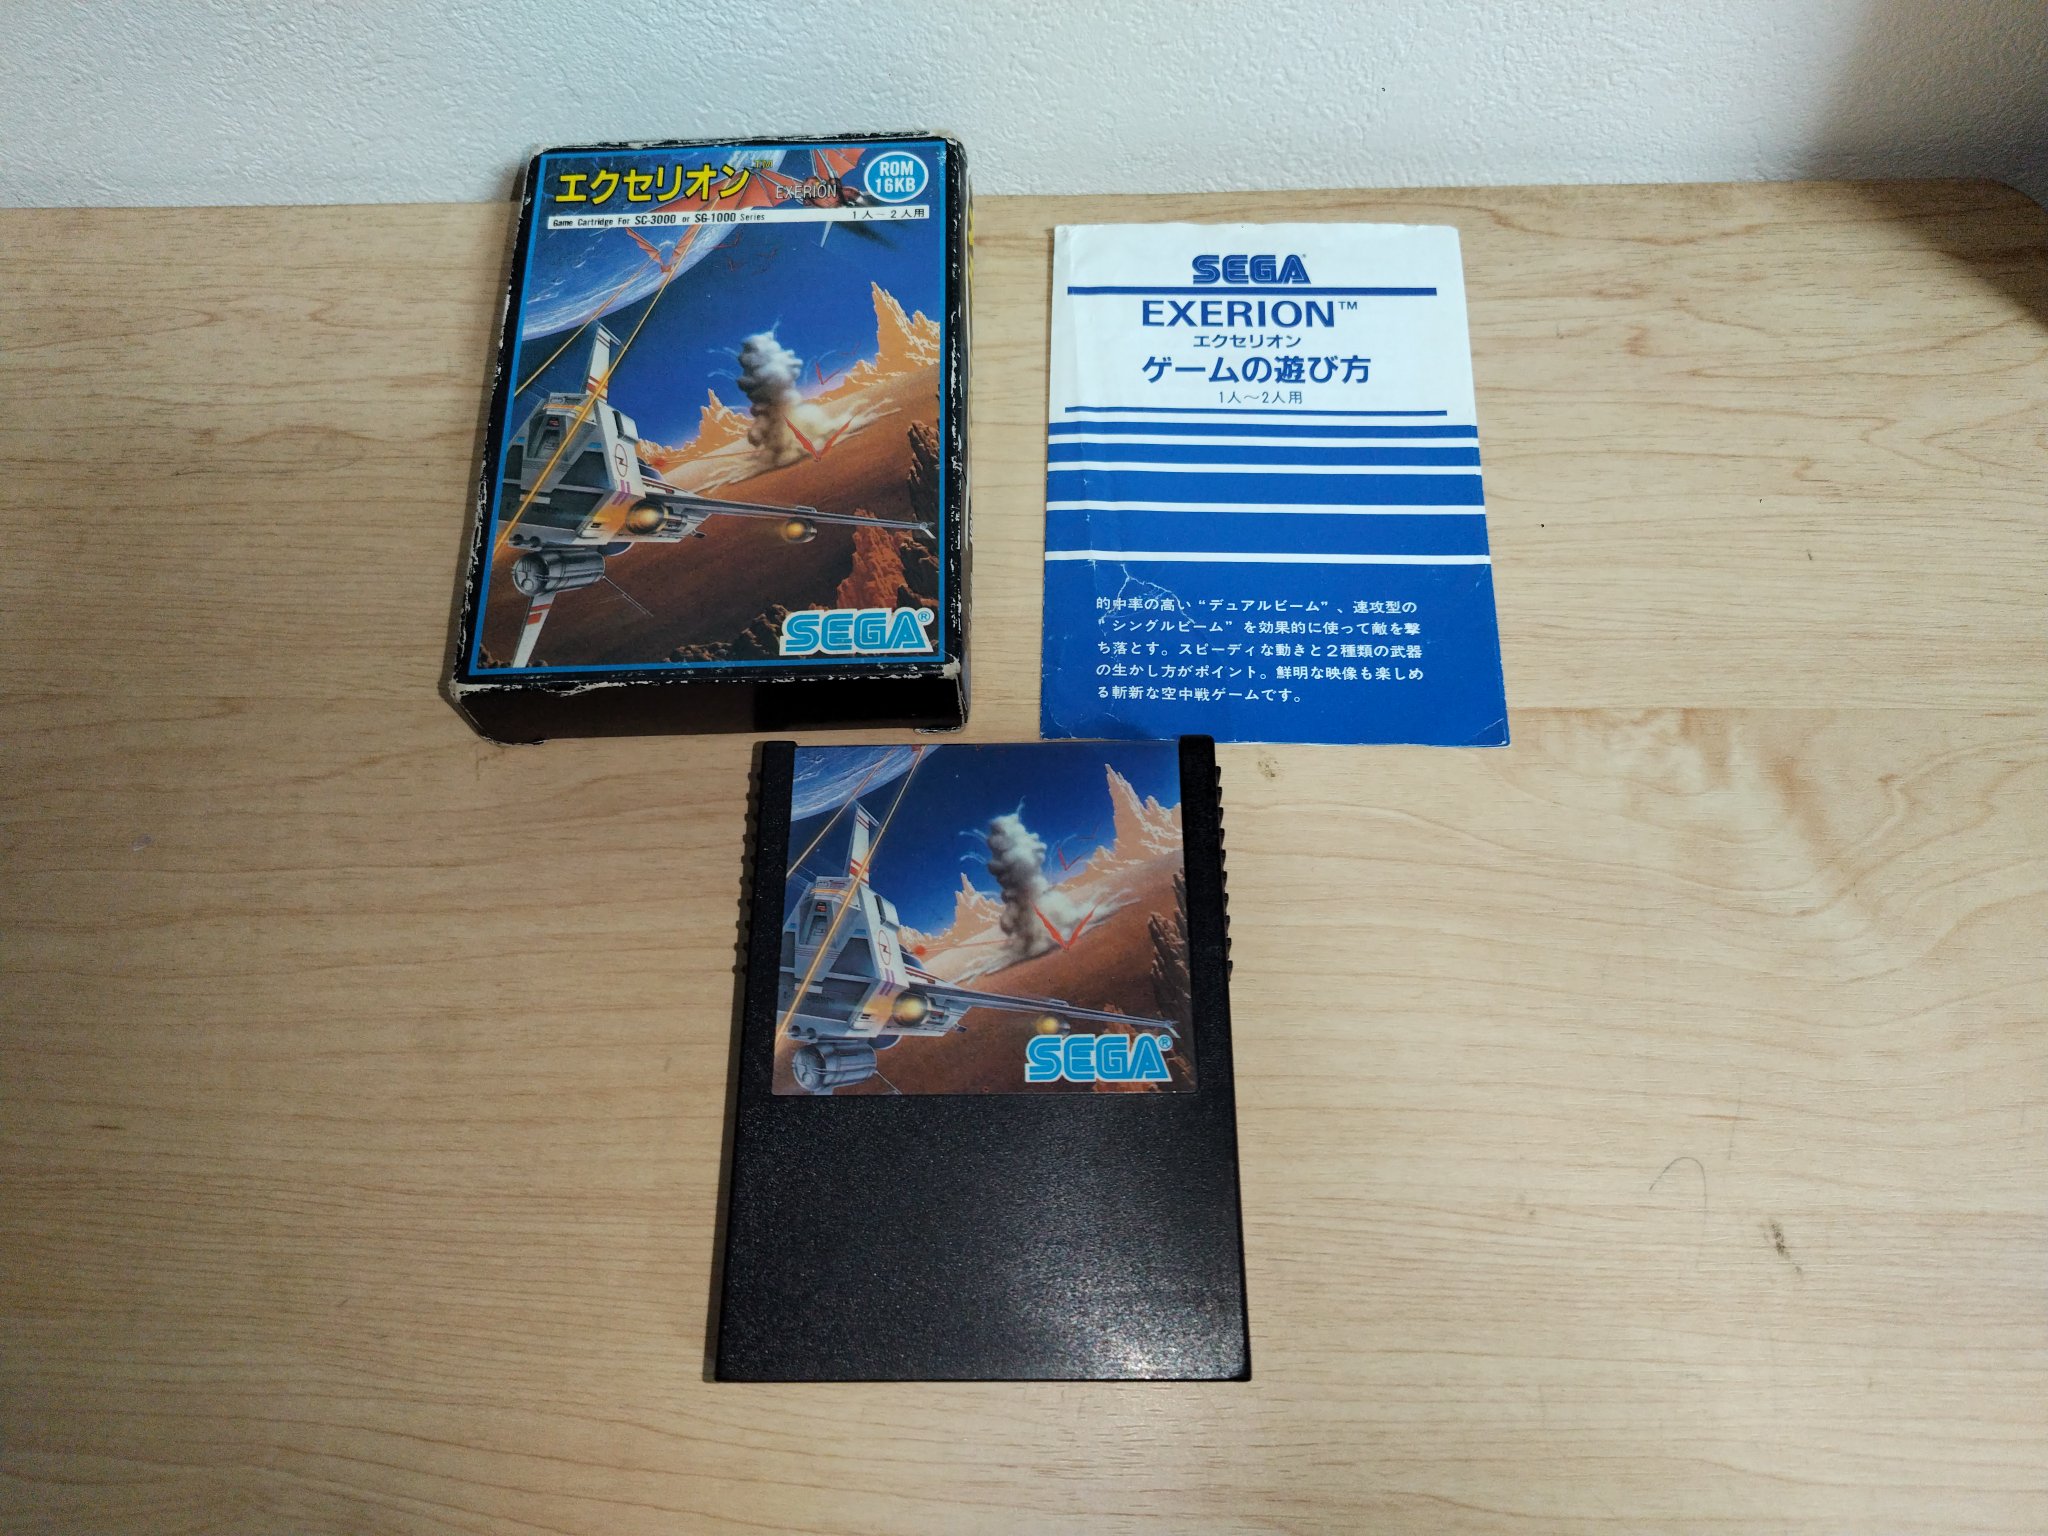 エクセリオン™
EXERION
ROM
16KB
Game Cartridge For SC-3000 or SG-1000 Series
1人〜2人用
SEGA®
SEGA®
EXERION™
エクセリオン
ゲームの遊び方
1人〜2人用
的中率の高い“デュアルビーム”、速攻型の
“シングルビーム”を効果的に使って敵を撃
ち落とす。スピーディな動きと2種類の武器
の生かし方がポイント。鮮明な映像も楽しめ
る斬新な空中戦ゲームです。
SEGA®